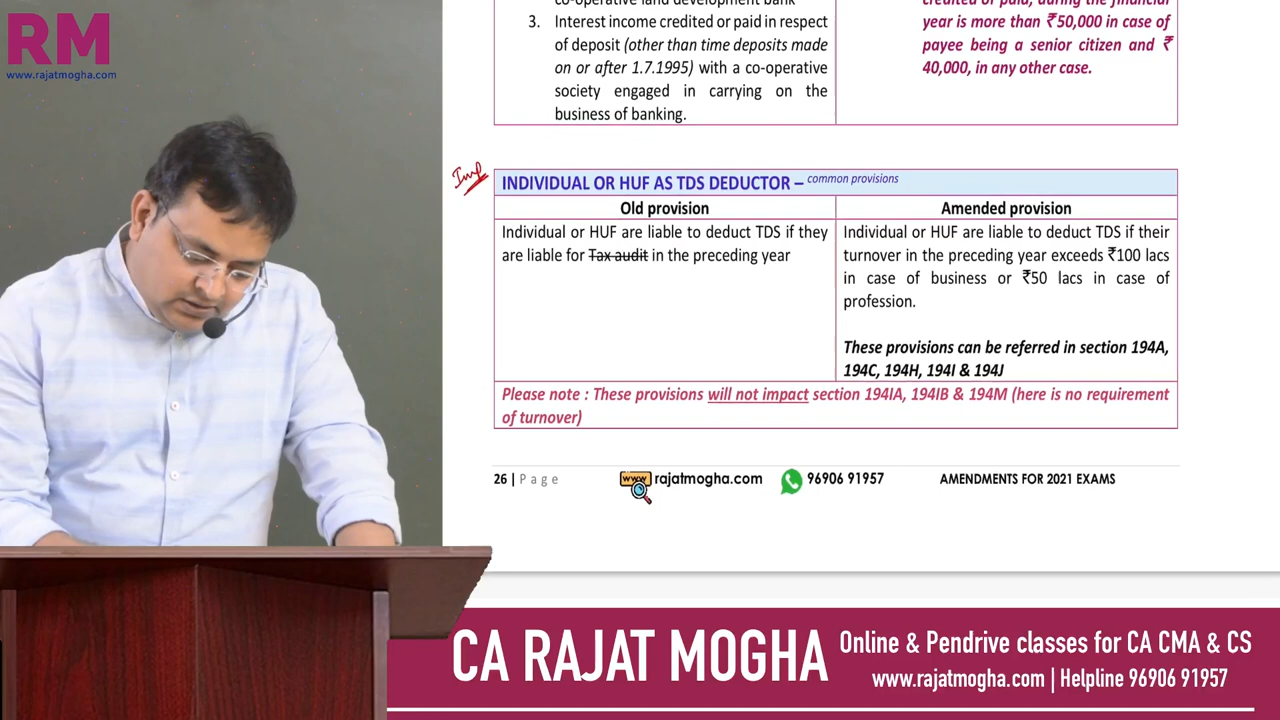 RM
www.rajatmogha.com
co-operative land development bank
3. Interest income credited or paid in respect
of deposit (other than time deposits made
on or after 1.7.1995) with a co-operative
society engaged in carrying on the
business of banking.
credited or paid, during the financial
year is more than ₹50,000 in case of
payee being a senior citizen and ₹
40,000, in any other case.
Imp
INDIVIDUAL OR HUF AS TDS DEDUCTOR – common provisions
Old provision
Amended provision
Individual or HUF are liable to deduct TDS if they
are liable for Tax audit in the preceding year
Individual or HUF are liable to deduct TDS if their
turnover in the preceding year exceeds ₹100 lacs
in case of business or ₹50 lacs in case of
profession.
These provisions can be referred in section 194A,
194C, 194H, 194I & 194J
Please note : These provisions will not impact section 194IA, 194IB & 194M (here is no requirement
of turnover)
26 | Page
www rajatmogha.com
96906 91957
AMENDMENTS FOR 2021 EXAMS
CA RAJAT MOGHA
Online & Pendrive classes for CA CMA & CS
www.rajatmogha.com | Helpline 96906 91957